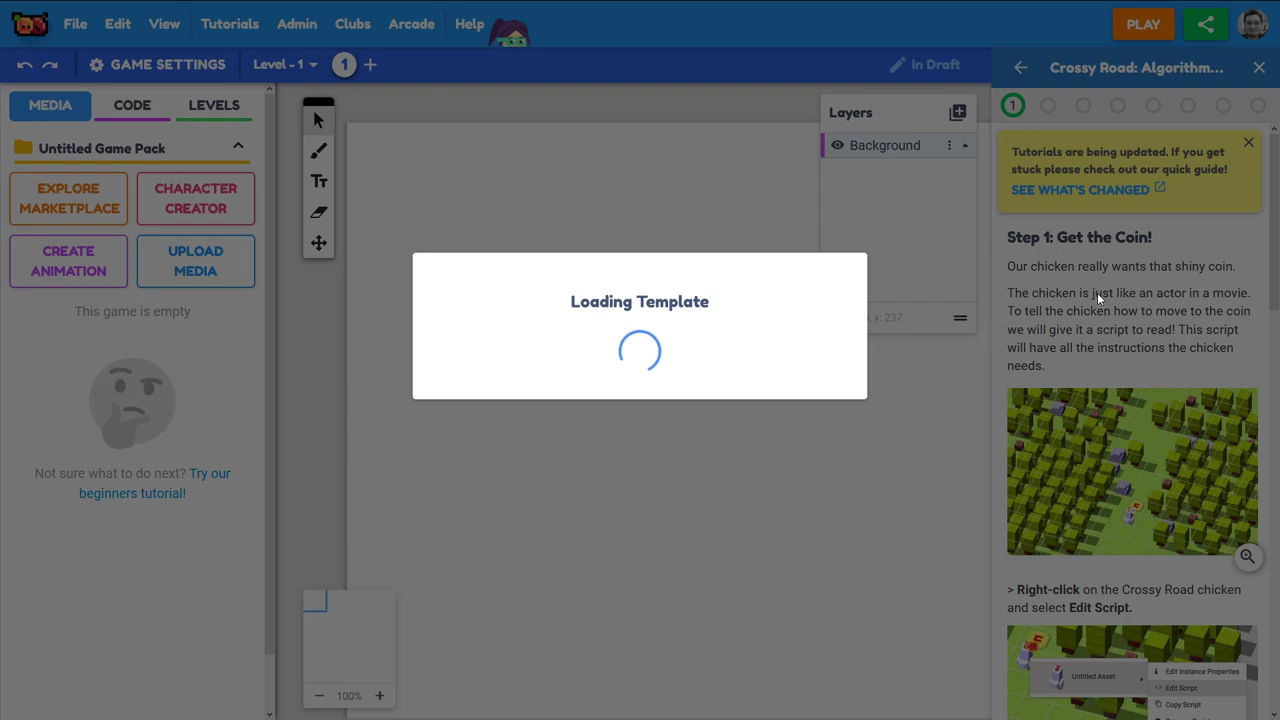 File Edit View Tutorials Admin Clubs Arcade Help
PLAY
GAME SETTINGS
Level - 1
1
In Draft
Crossy Road: Algorithm...
MEDIA CODE LEVELS
Untitled Game Pack
EXPLORE
MARKETPLACE
CHARACTER
CREATOR
CREATE
ANIMATION
UPLOAD
MEDIA
This game is empty
Not sure what to do next? Try our
beginners tutorial!
Tt
Layers
Background
, y: 237
Loading Template
100%
1
Tutorials are being updated. If you get
stuck please check out our quick guide!
SEE WHAT'S CHANGED
Step 1: Get the Coin!
Our chicken really wants that shiny coin.
The chicken is just like an actor in a movie.
To tell the chicken how to move to the coin
we will give it a script to read! This script
will have all the instructions the chicken
needs.
> Right-click on the Crossy Road chicken
and select Edit Script.
Untitled Asset
Edit Instance Properties
Edit Script
Copy Script